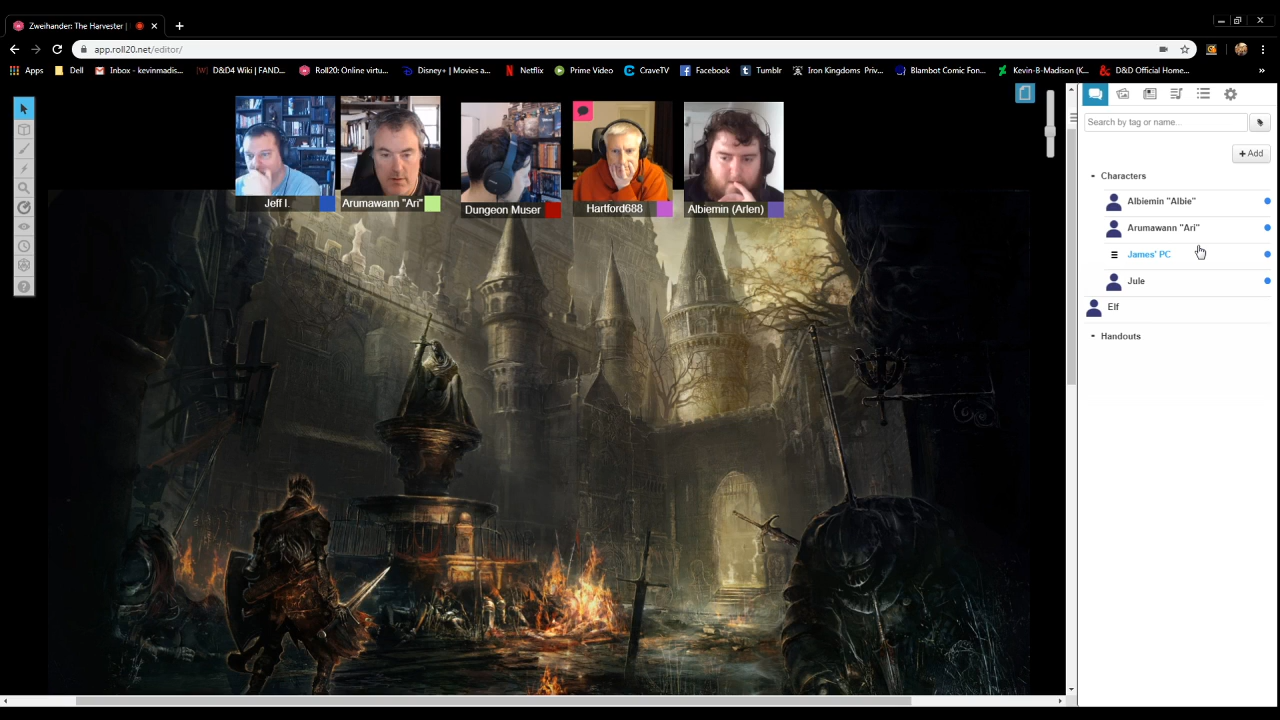 Zweihander: The Harvester |
app.roll20.net/editor/
Apps
Dell
Inbox - kevinmadis...
D&D4 Wiki | FAND...
Roll20: Online virtu...
Disney+ | Movies a...
Netflix
Prime Video
CraveTV
Facebook
Tumblr
Iron Kingdoms Priv...
Blambot Comic Fon...
Kevin-B-Madison (K...
D&D Official Home...
»
Search by tag or name...
+ Add
Characters
Albiemin "Albie"
Arumawann "Ari"
James' PC
Jule
Elf
Handouts
Jeff I.
Arumawann "Ari"
Dungeon Muser
Hartford688
Albiemin (Arlen)